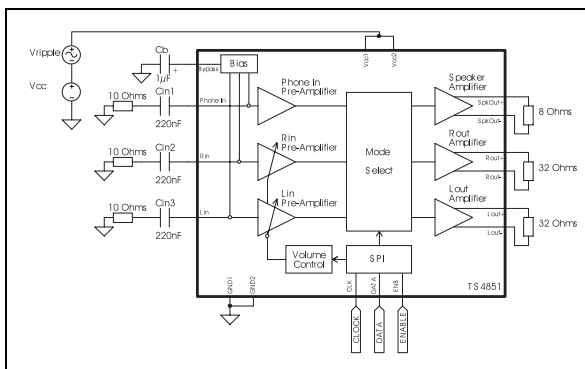 Vripple
Vcc
Cb
1µF
+
Bypass
Bias
Vcc1
Vcc2
10 Ohms
Cin1
220nF
Phone In
Phone In
Pre-Amplifier
Speaker
Amplifier
SpkOut+
SpkOut-
8 Ohms
10 Ohms
Cin2
220nF
Rin
Rin
Pre-Amplifier
Mode
Select
Rout
Amplifier
Rout+
Rout-
32 Ohms
10 Ohms
Cin3
220nF
Lin
Lin
Pre-Amplifier
Lout
Amplifier
Lout+
Lout-
32 Ohms
Volume
Control
SPI
GND1
GND2
CLK
DATA
ENB
TS4851
CLOCK
DATA
ENABLE